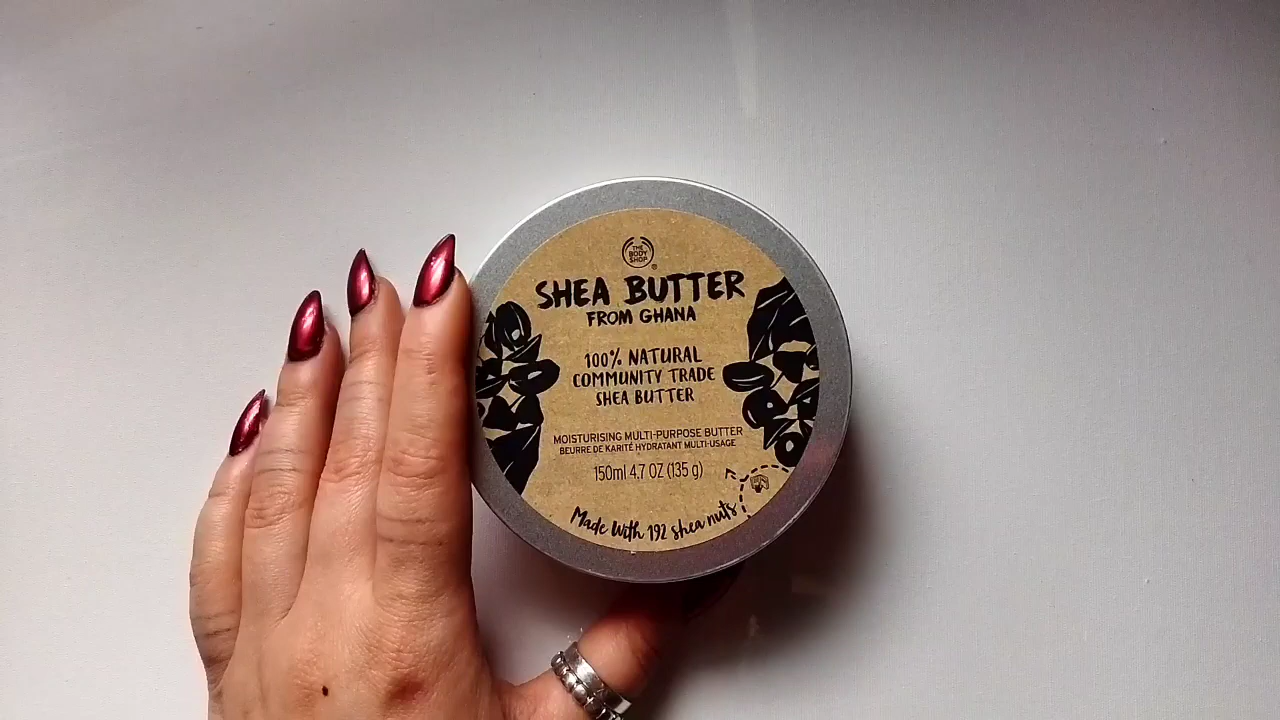 THE
BODY
SHOP
®
SHEA BUTTER
FROM GHANA
100% NATURAL
COMMUNITY TRADE
SHEA BUTTER
MOISTURISING MULTI-PURPOSE BUTTER
BEURRE DE KARITÉ HYDRATANT MULTI-USAGE
150ml 4.7 OZ (135 g)
Made With 192 shea nuts